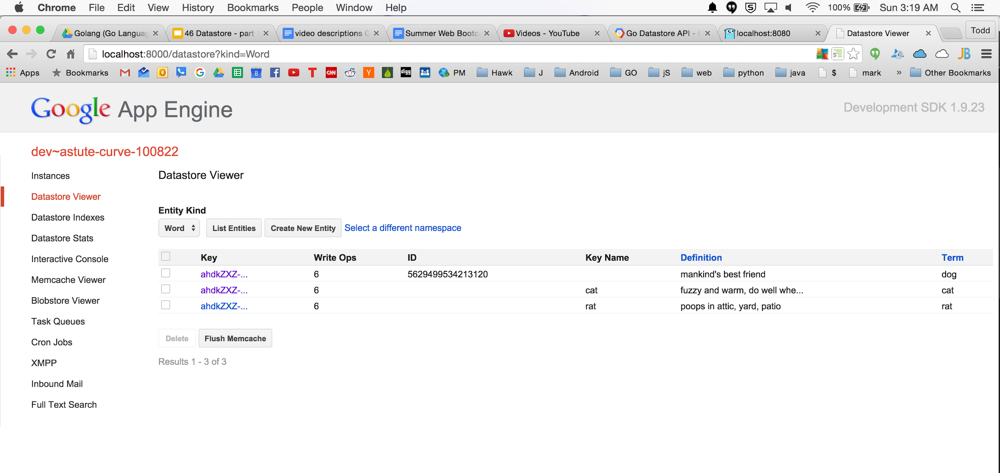 Chrome File Edit View History Bookmarks People Window Help 100% Sun 3:19 AM
Golang (Go Languag 46 Datastore - part 1 video descriptions G Summer Web Bootc Videos - YouTube Go Datastore API - localhost:8080 Datastore Viewer Todd
localhost:8000/datastore?kind=Word
Apps Bookmarks PM Hawk J Android GO jS web python java $ mark » Other Bookmarks
Google App Engine
Development SDK 1.9.23
dev~astute-curve-100822
Instances
Datastore Viewer
Datastore Indexes
Datastore Stats
Interactive Console
Memcache Viewer
Blobstore Viewer
Task Queues
Cron Jobs
XMPP
Inbound Mail
Full Text Search
Datastore Viewer
Entity Kind
Word List Entities Create New Entity Select a different namespace
Key Write Ops ID Key Name Definition Term
ahdkZXZ-... 6 5629499534213120 mankind's best friend dog
ahdkZXZ-... 6 cat fuzzy and warm, do well whe... cat
ahdkZXZ-... 6 rat poops in attic, yard, patio rat
Delete Flush Memcache
Results 1 - 3 of 3